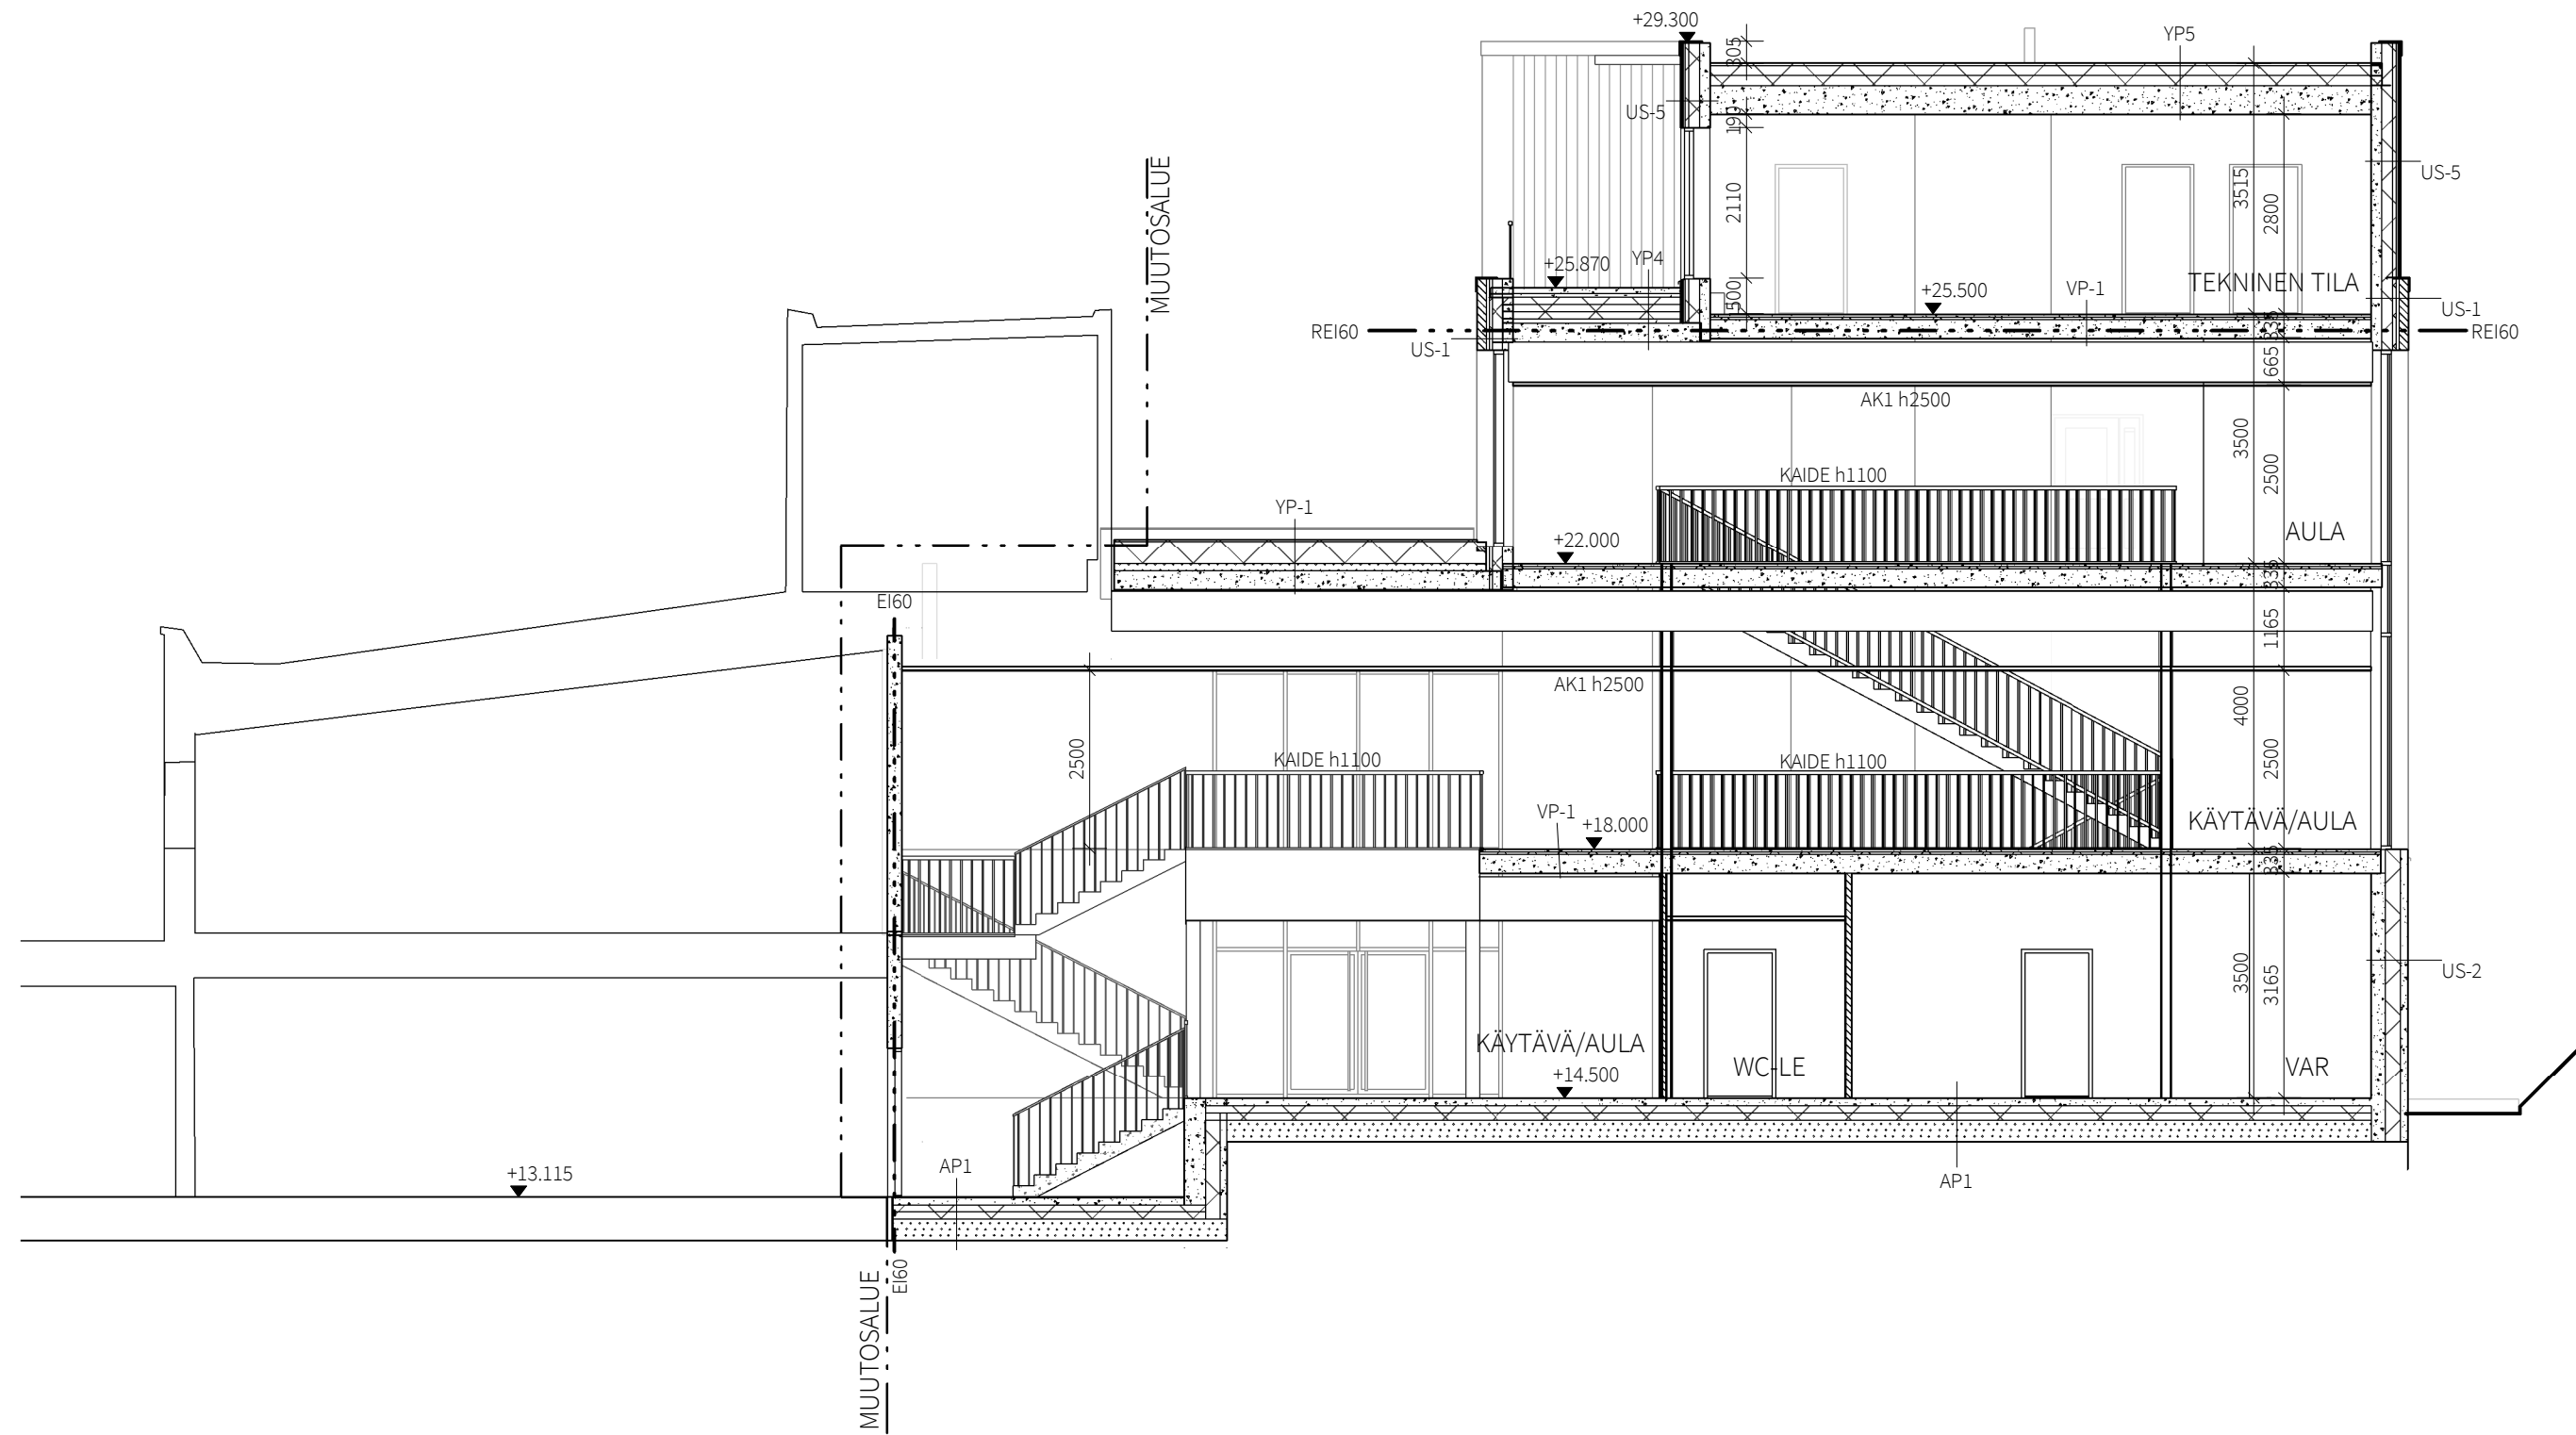 +29.300
YP5
305
US-5
199
MUUTOSALUE
US-5
3515
2110
2800
+25.870
YP4
TEKNINEN TILA
+25.500
VP-1
500
US-1
REI60
335
REI60
US-1
665
AK1 h2500
3500
KAIDE h1100
2500
YP-1
AULA
+22.000
335
EI60
1165
AK1 h2500
4000
2500
KAIDE h1100
KAIDE h1100
2500
VP-1
+18.000
KÄYTÄVÄ/AULA
335
3500
3165
US-2
KÄYTÄVÄ/AULA
WC-LE
VAR
+14.500
+13.115
AP1
AP1
EI60
MUUTOSALUE